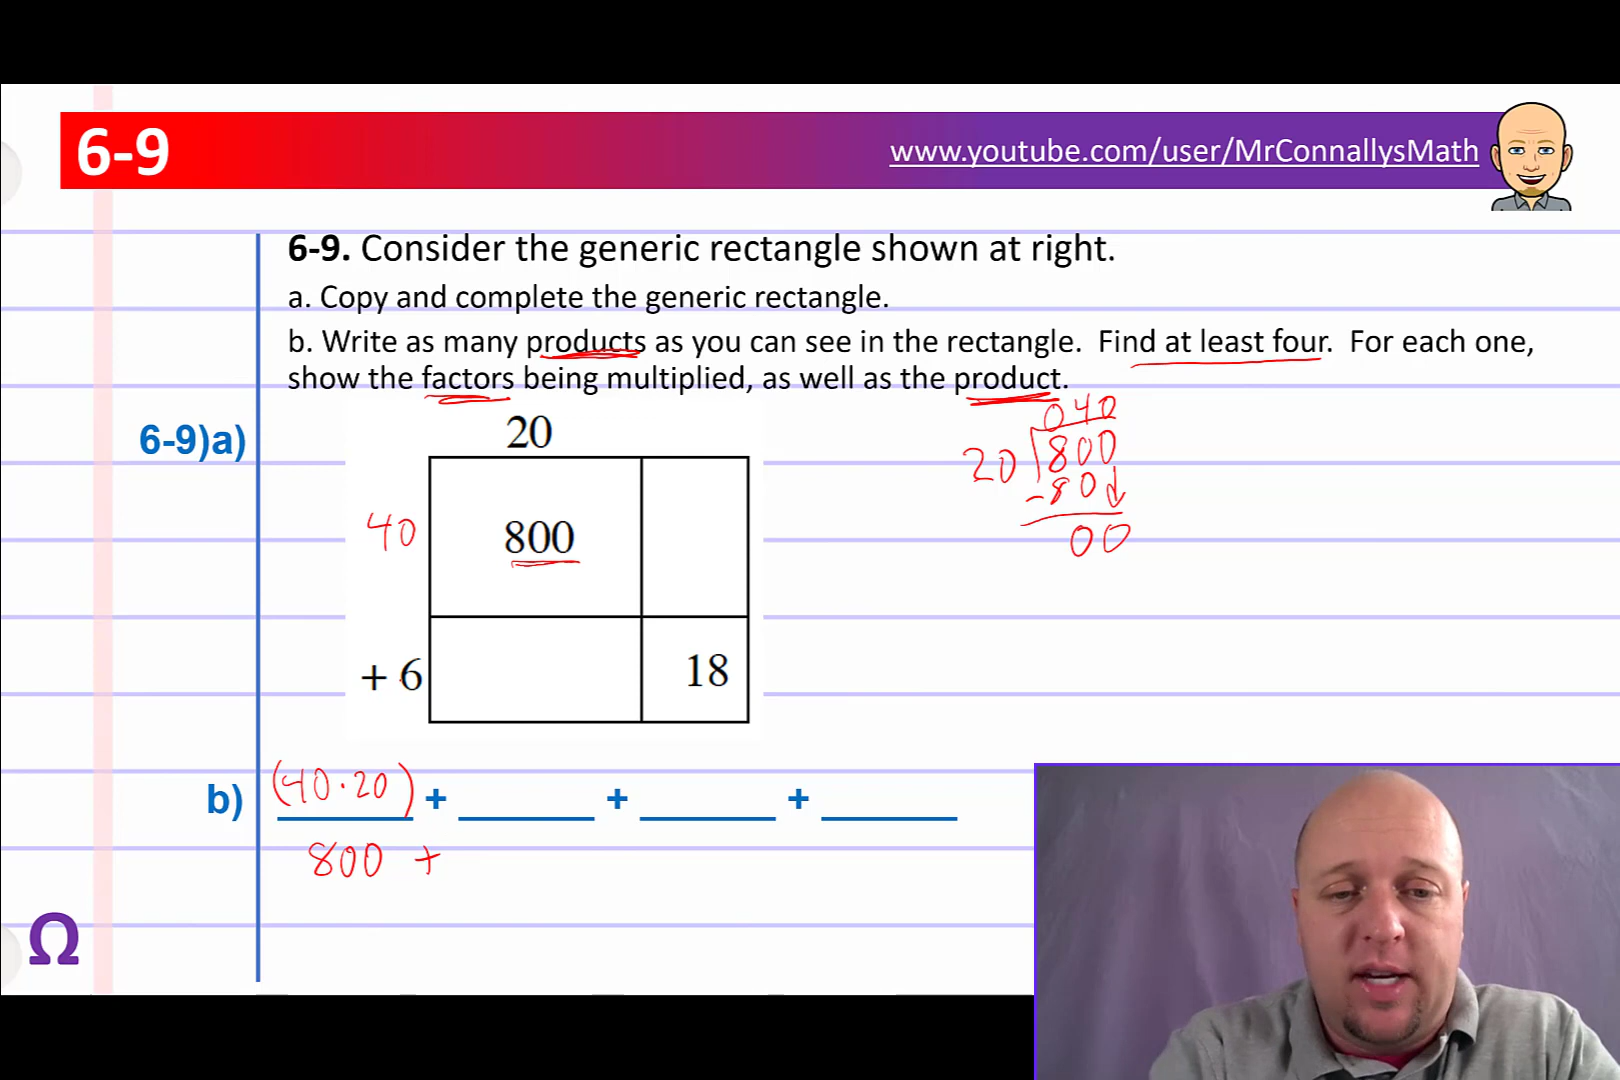 6-9
www.youtube.com/user/MrConnallysMath
6-9. Consider the generic rectangle shown at right.
a. Copy and complete the generic rectangle.
b. Write as many products as you can see in the rectangle. Find at least four. For each one,
show the factors being multiplied, as well as the product.
6-9)a)
20
040
20 800
-80
00
40
800
+ 6
18
b) (40·20) + + +
800 +
Ω